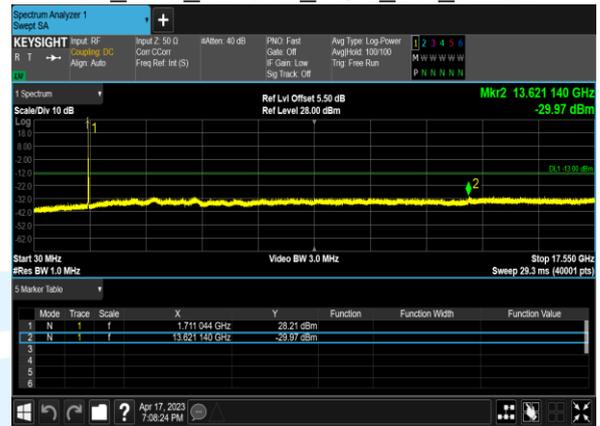 Spectrum Analyzer 1
Swept SA
KEYSIGHT Input: RF
R T Coupling: DC
Align: Auto
Input Z: 50 Ω
Corr CCorr
Freq Ref: Int (S)
#Atten: 40 dB
PNO: Fast
Gate: Off
IF Gain: Low
Sig Track: Off
Avg Type: Log-Power
Avg|Hold: 100/100
Trig: Free Run
1 2 3 4 5 6
M W W W W W
P N N N N N
1 Spectrum
Scale/Div 10 dB
Ref Lvl Offset 5.50 dB
Ref Level 28.00 dBm
Mkr2 13.621 140 GHz
-29.97 dBm
Log
18.0
8.00
-2.00
-12.0
-22.0
-32.0
-42.0
-52.0
-62.0
1
DL1 -13.00 dBm
2
Start 30 MHz
#Res BW 1.0 MHz
Video BW 3.0 MHz
Stop 17.550 GHz
Sweep 29.3 ms (40001 pts)
5 Marker Table
Mode Trace Scale X Y Function Function Width Function Value
1 N 1 f 1.711 044 GHz 28.21 dBm
2 N 1 f 13.621 140 GHz -29.97 dBm
3
4
5
6
?
Apr 17, 2023
7:08:24 PM